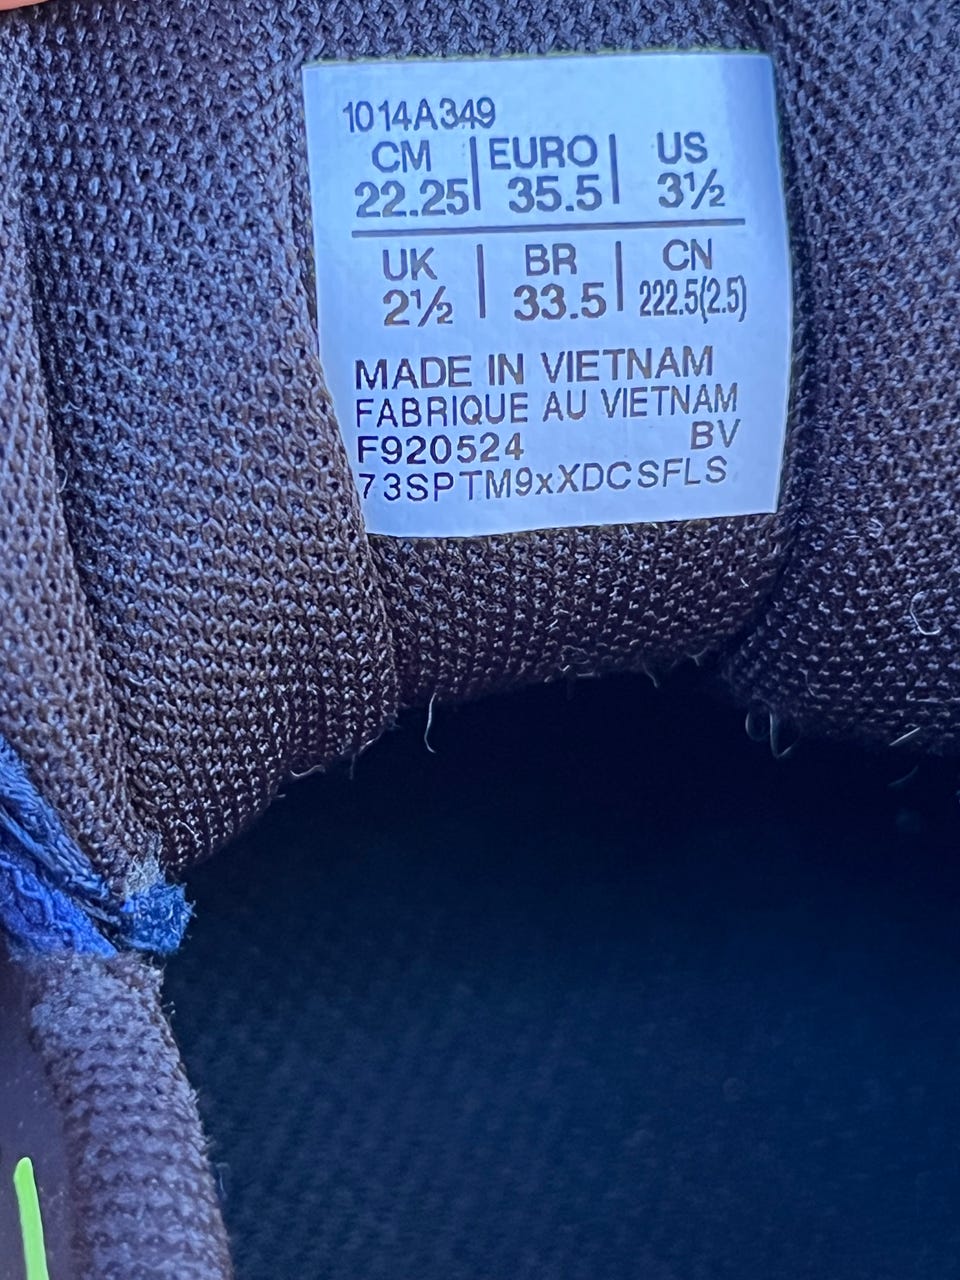 1014A349
CM | EURO | US
22.25 | 35.5 | 3½
UK | BR | CN
2½ | 33.5 | 222.5(2.5)
MADE IN VIETNAM
FABRIQUE AU VIETNAM
F920524 BV
73SPTM9xXDCSFLS